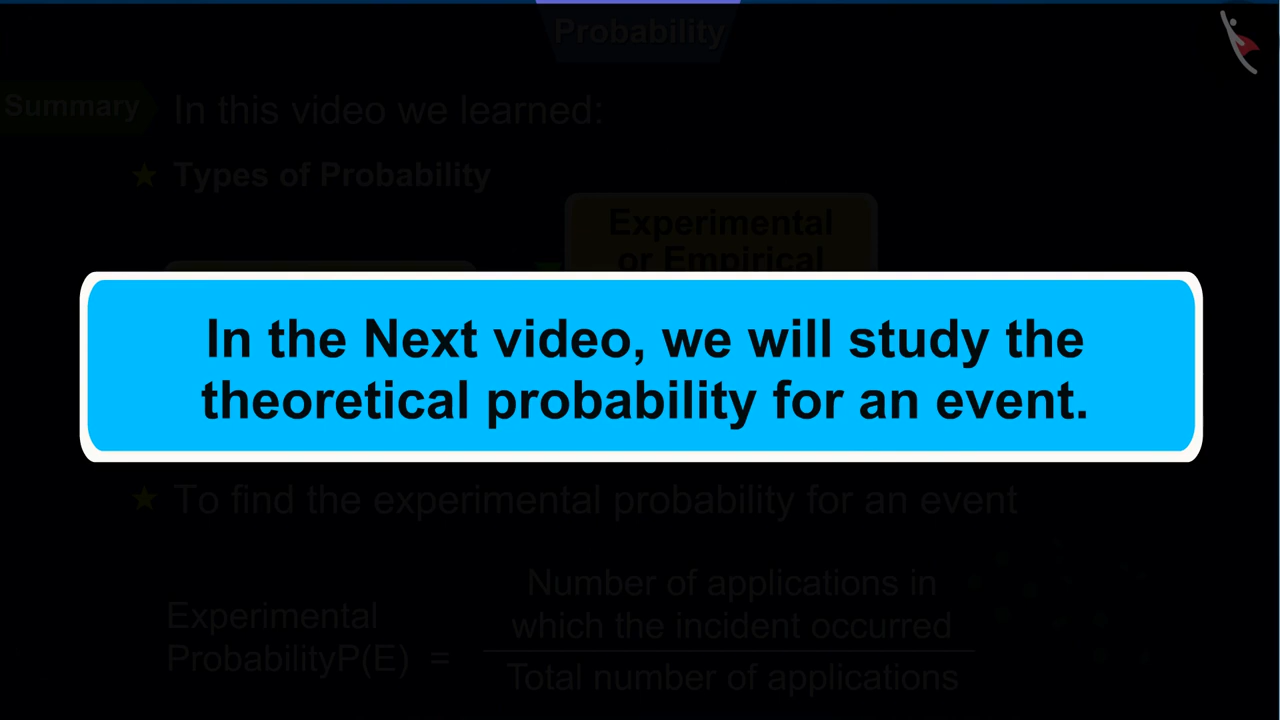 Probability
Summary
In this video we learned:
★ Types of Probability
Experimental
or Empirical
In the Next video, we will study the
theoretical probability for an event.
★ To find the experimental probability for an event
Number of applications in
which the incident occurred
Experimental
ProbabilityP(E) =
Total number of applications